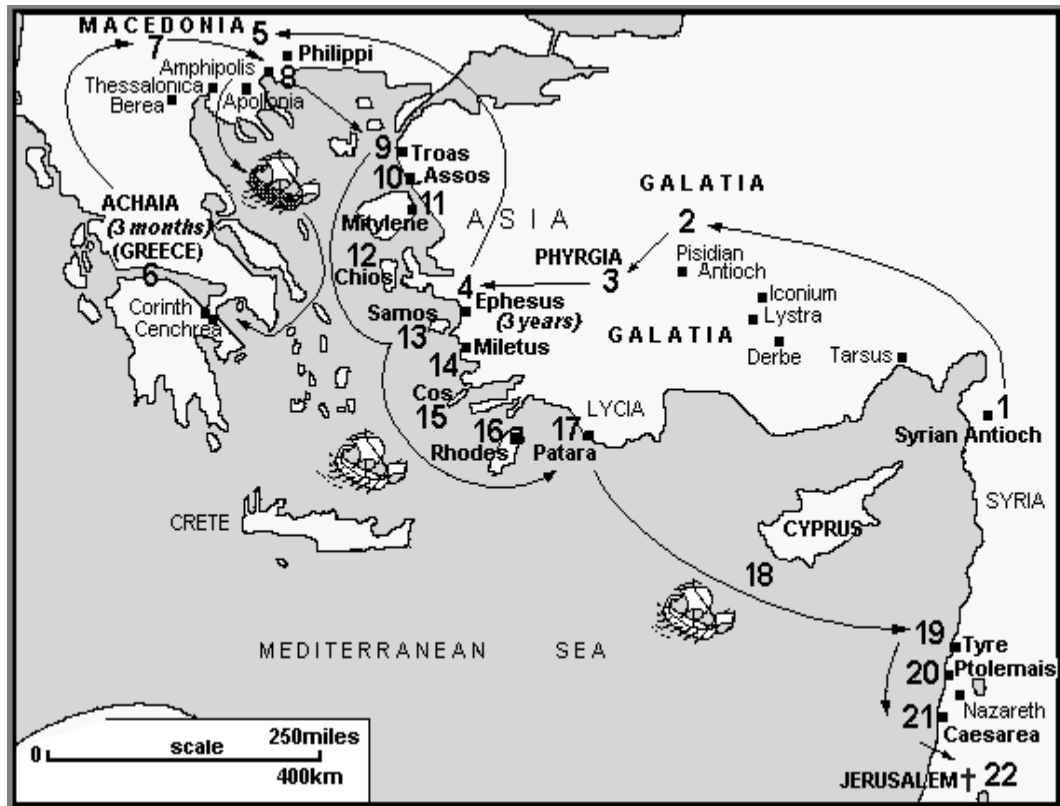 MACEDONIA 5
7
Philippi
Amphipolis
8
Thessalonica
Apollonia
Berea
9
Troas
10
Assos
GALATIA
11
Mitylene
ASIA
2
ACHAIA
(3 months)
(GREECE)
6
12
Chios
PHYRGIA
3
Pisidian
Antioch
4
Ephesus
(3 years)
Iconium
Corinth
Cenchrea
Samos
13
Lystra
GALATIA
Miletus
14
Derbe
Tarsus
Cos
15
LYCIA
1
16
17
Syrian Antioch
Rhodes
Patara
SYRIA
CRETE
CYPRUS
18
MEDITERRANEAN SEA
19
Tyre
20
Ptolemais
Nazareth
21
Caesarea
scale
250miles
0
400km
JERUSALEM 22